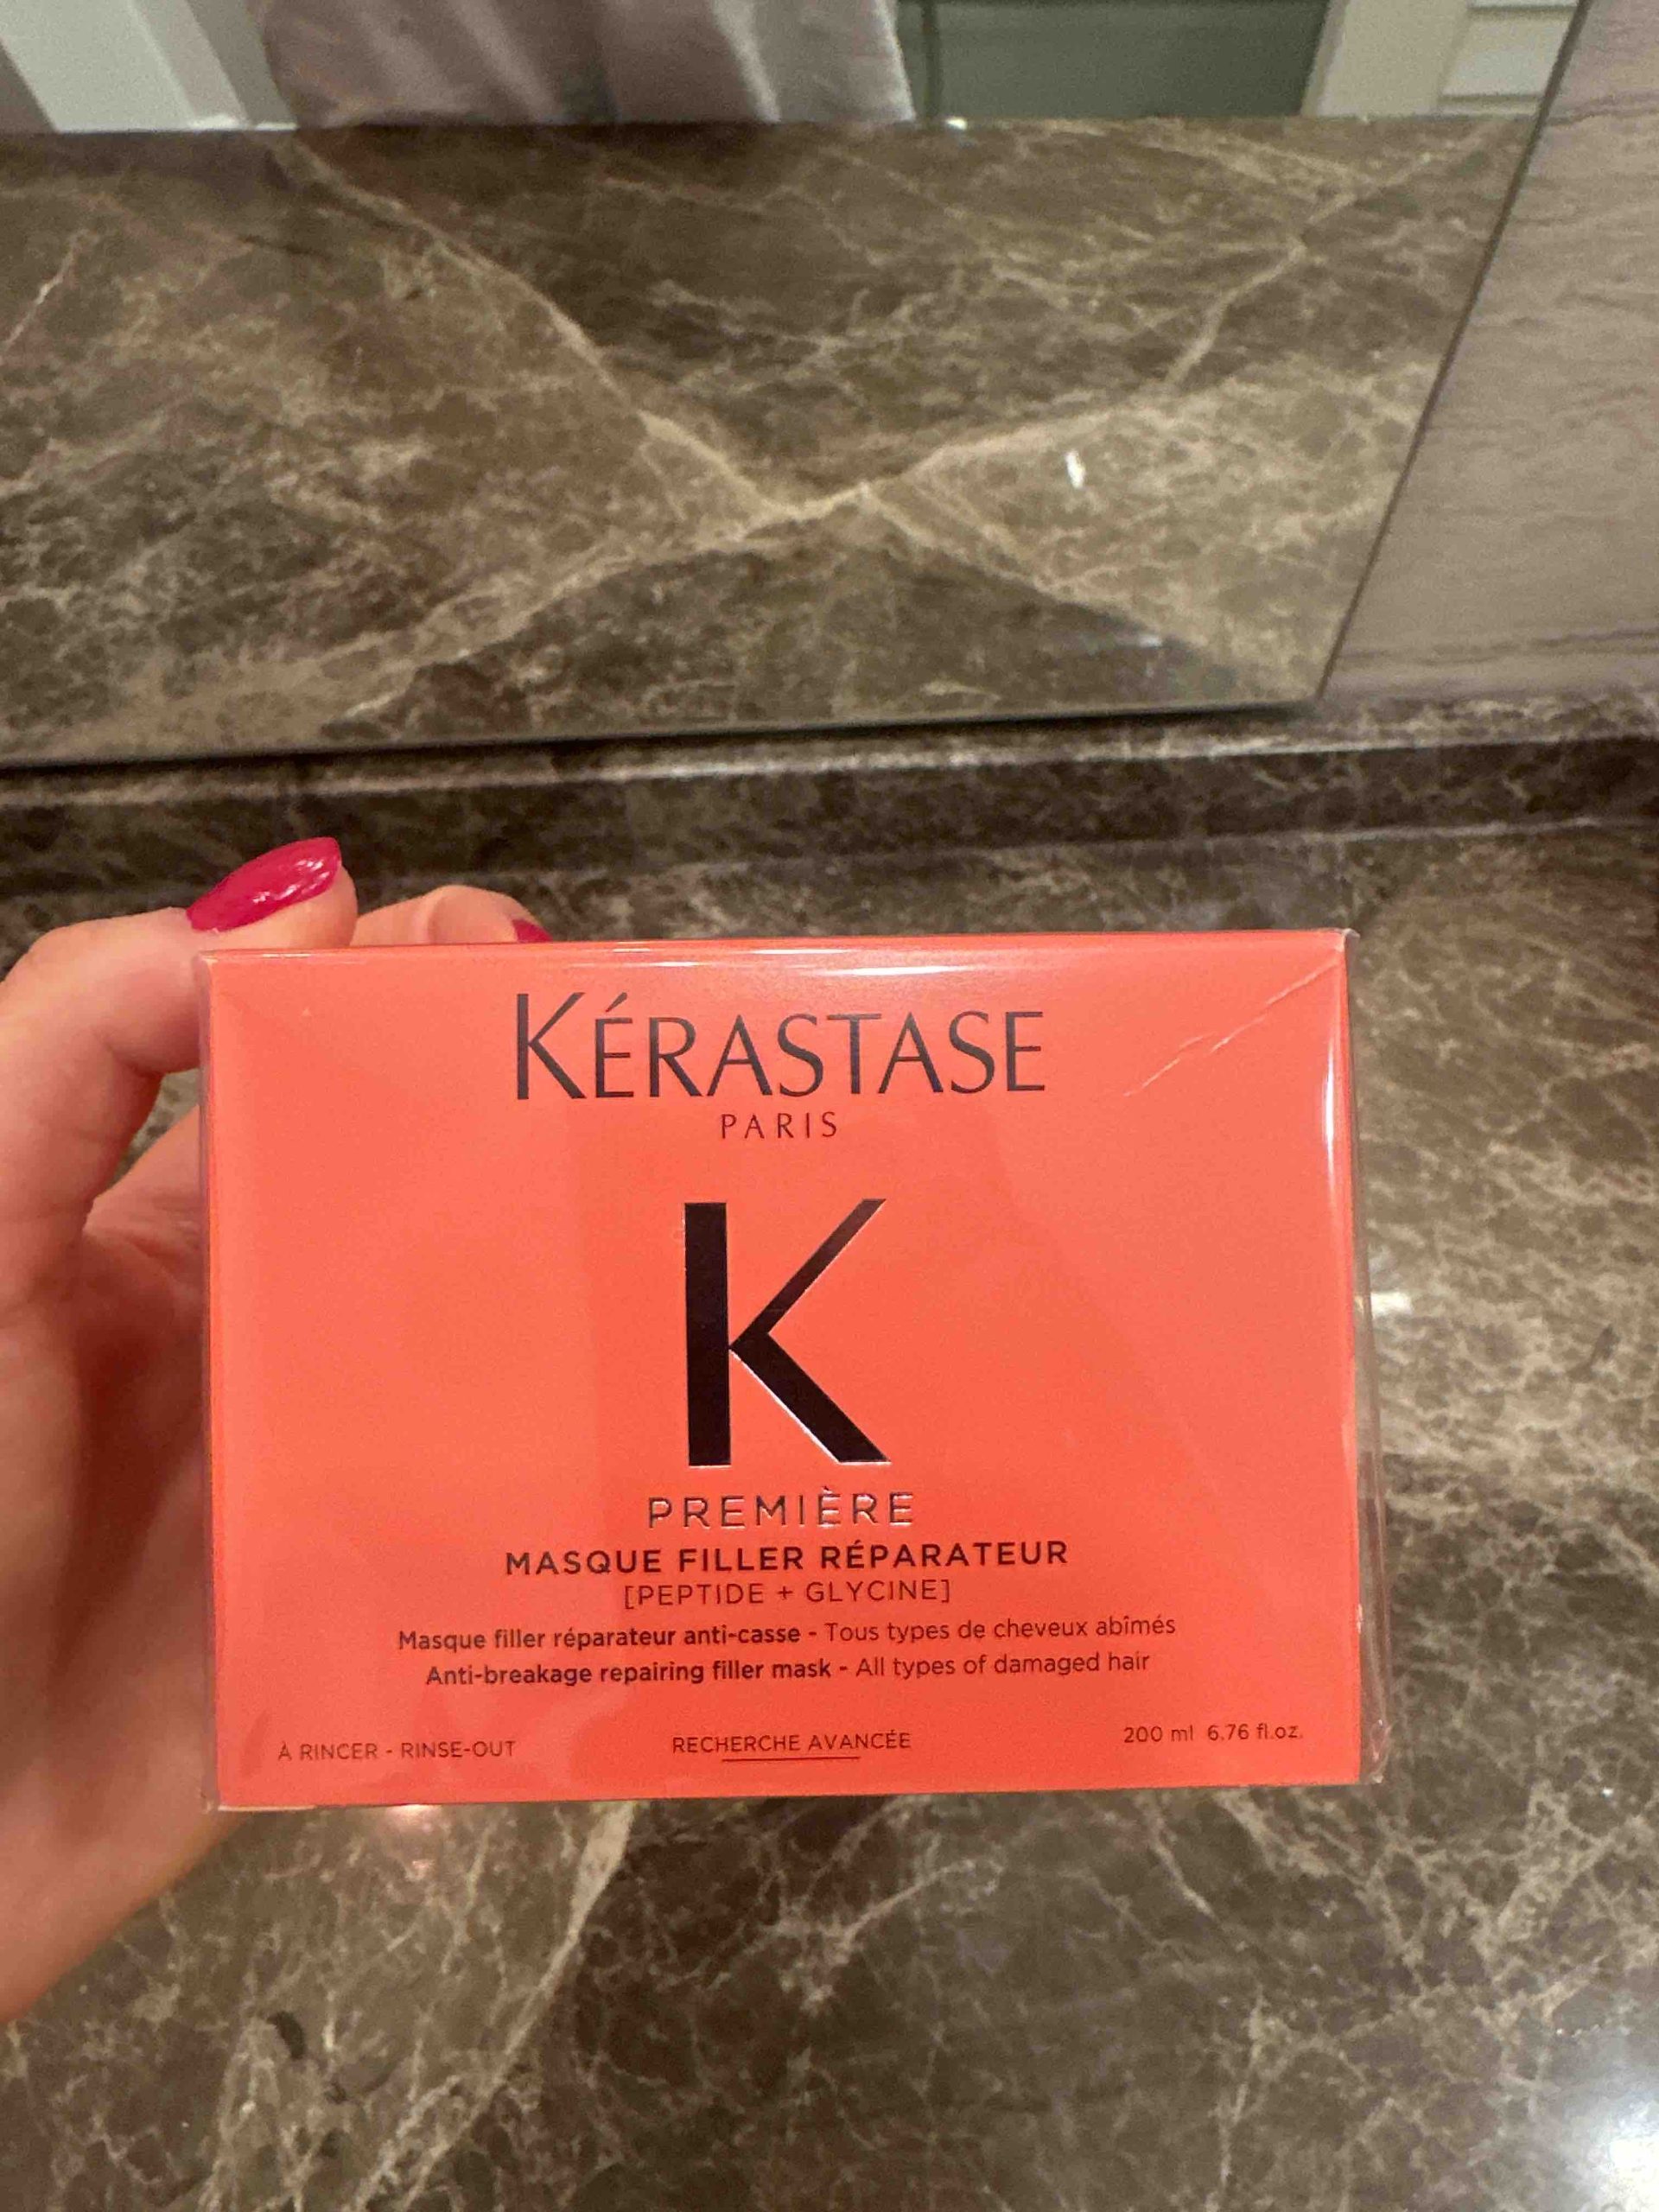 KÉRASTASE
PARIS
K
PREMIÈRE
MASQUE FILLER RÉPARATEUR
[PEPTIDE + GLYCINE]
Masque filler réparateur anti-casse - Tous types de cheveux abîmés
Anti-breakage repairing filler mask - All types of damaged hair
À RINCER - RINSE-OUT
RECHERCHE AVANCÉE
200 ml 6.76 fl.oz.